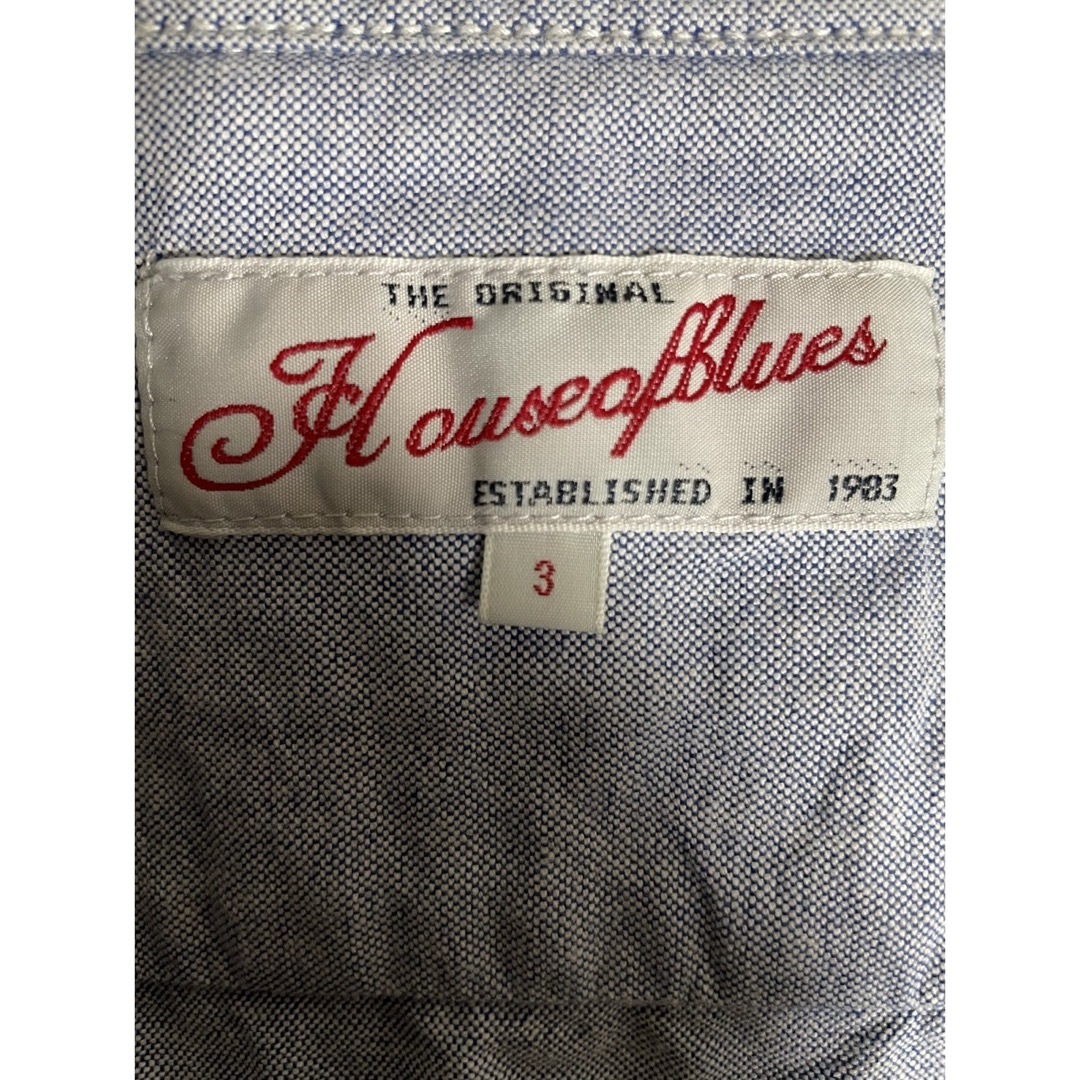 THE ORIGINAL
Houseofblues
ESTABLISHED IN 1983
3